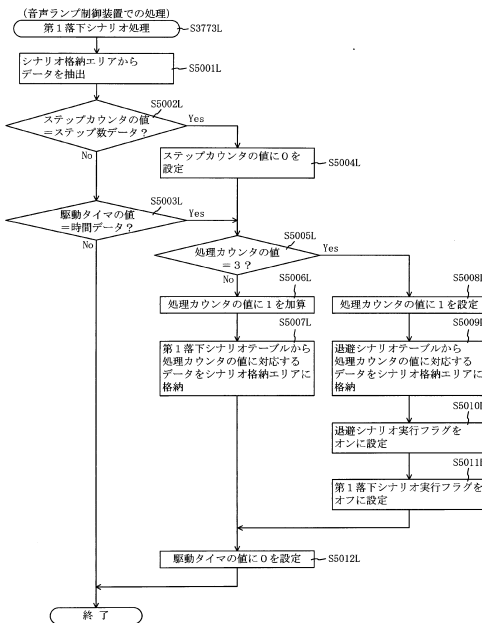 (音声ランプ制御装置での処理)
第1落下シナリオ処理
S3773L
シナリオ格納エリアから
データを抽出
S5001L
S5002L
ステップカウンタの値
=ステップ数データ?
Yes
No
ステップカウンタの値に0を
設定
S5004L
S5003L
駆動タイマの値
=時間データ?
Yes
No
S5005L
処理カウンタの値
=3?
Yes
No
S5006L
処理カウンタの値に1を加算
S5008L
処理カウンタの値に1を設定
S5007L
第1落下シナリオテーブルから
処理カウンタの値に対応する
データをシナリオ格納エリアに
格納
S5009L
退避シナリオテーブルから
処理カウンタの値に対応する
データをシナリオ格納エリアに
格納
S5010L
退避シナリオ実行フラグを
オンに設定
S5011L
第1落下シナリオ実行フラグを
オフに設定
駆動タイマの値に0を設定
S5012L
終了